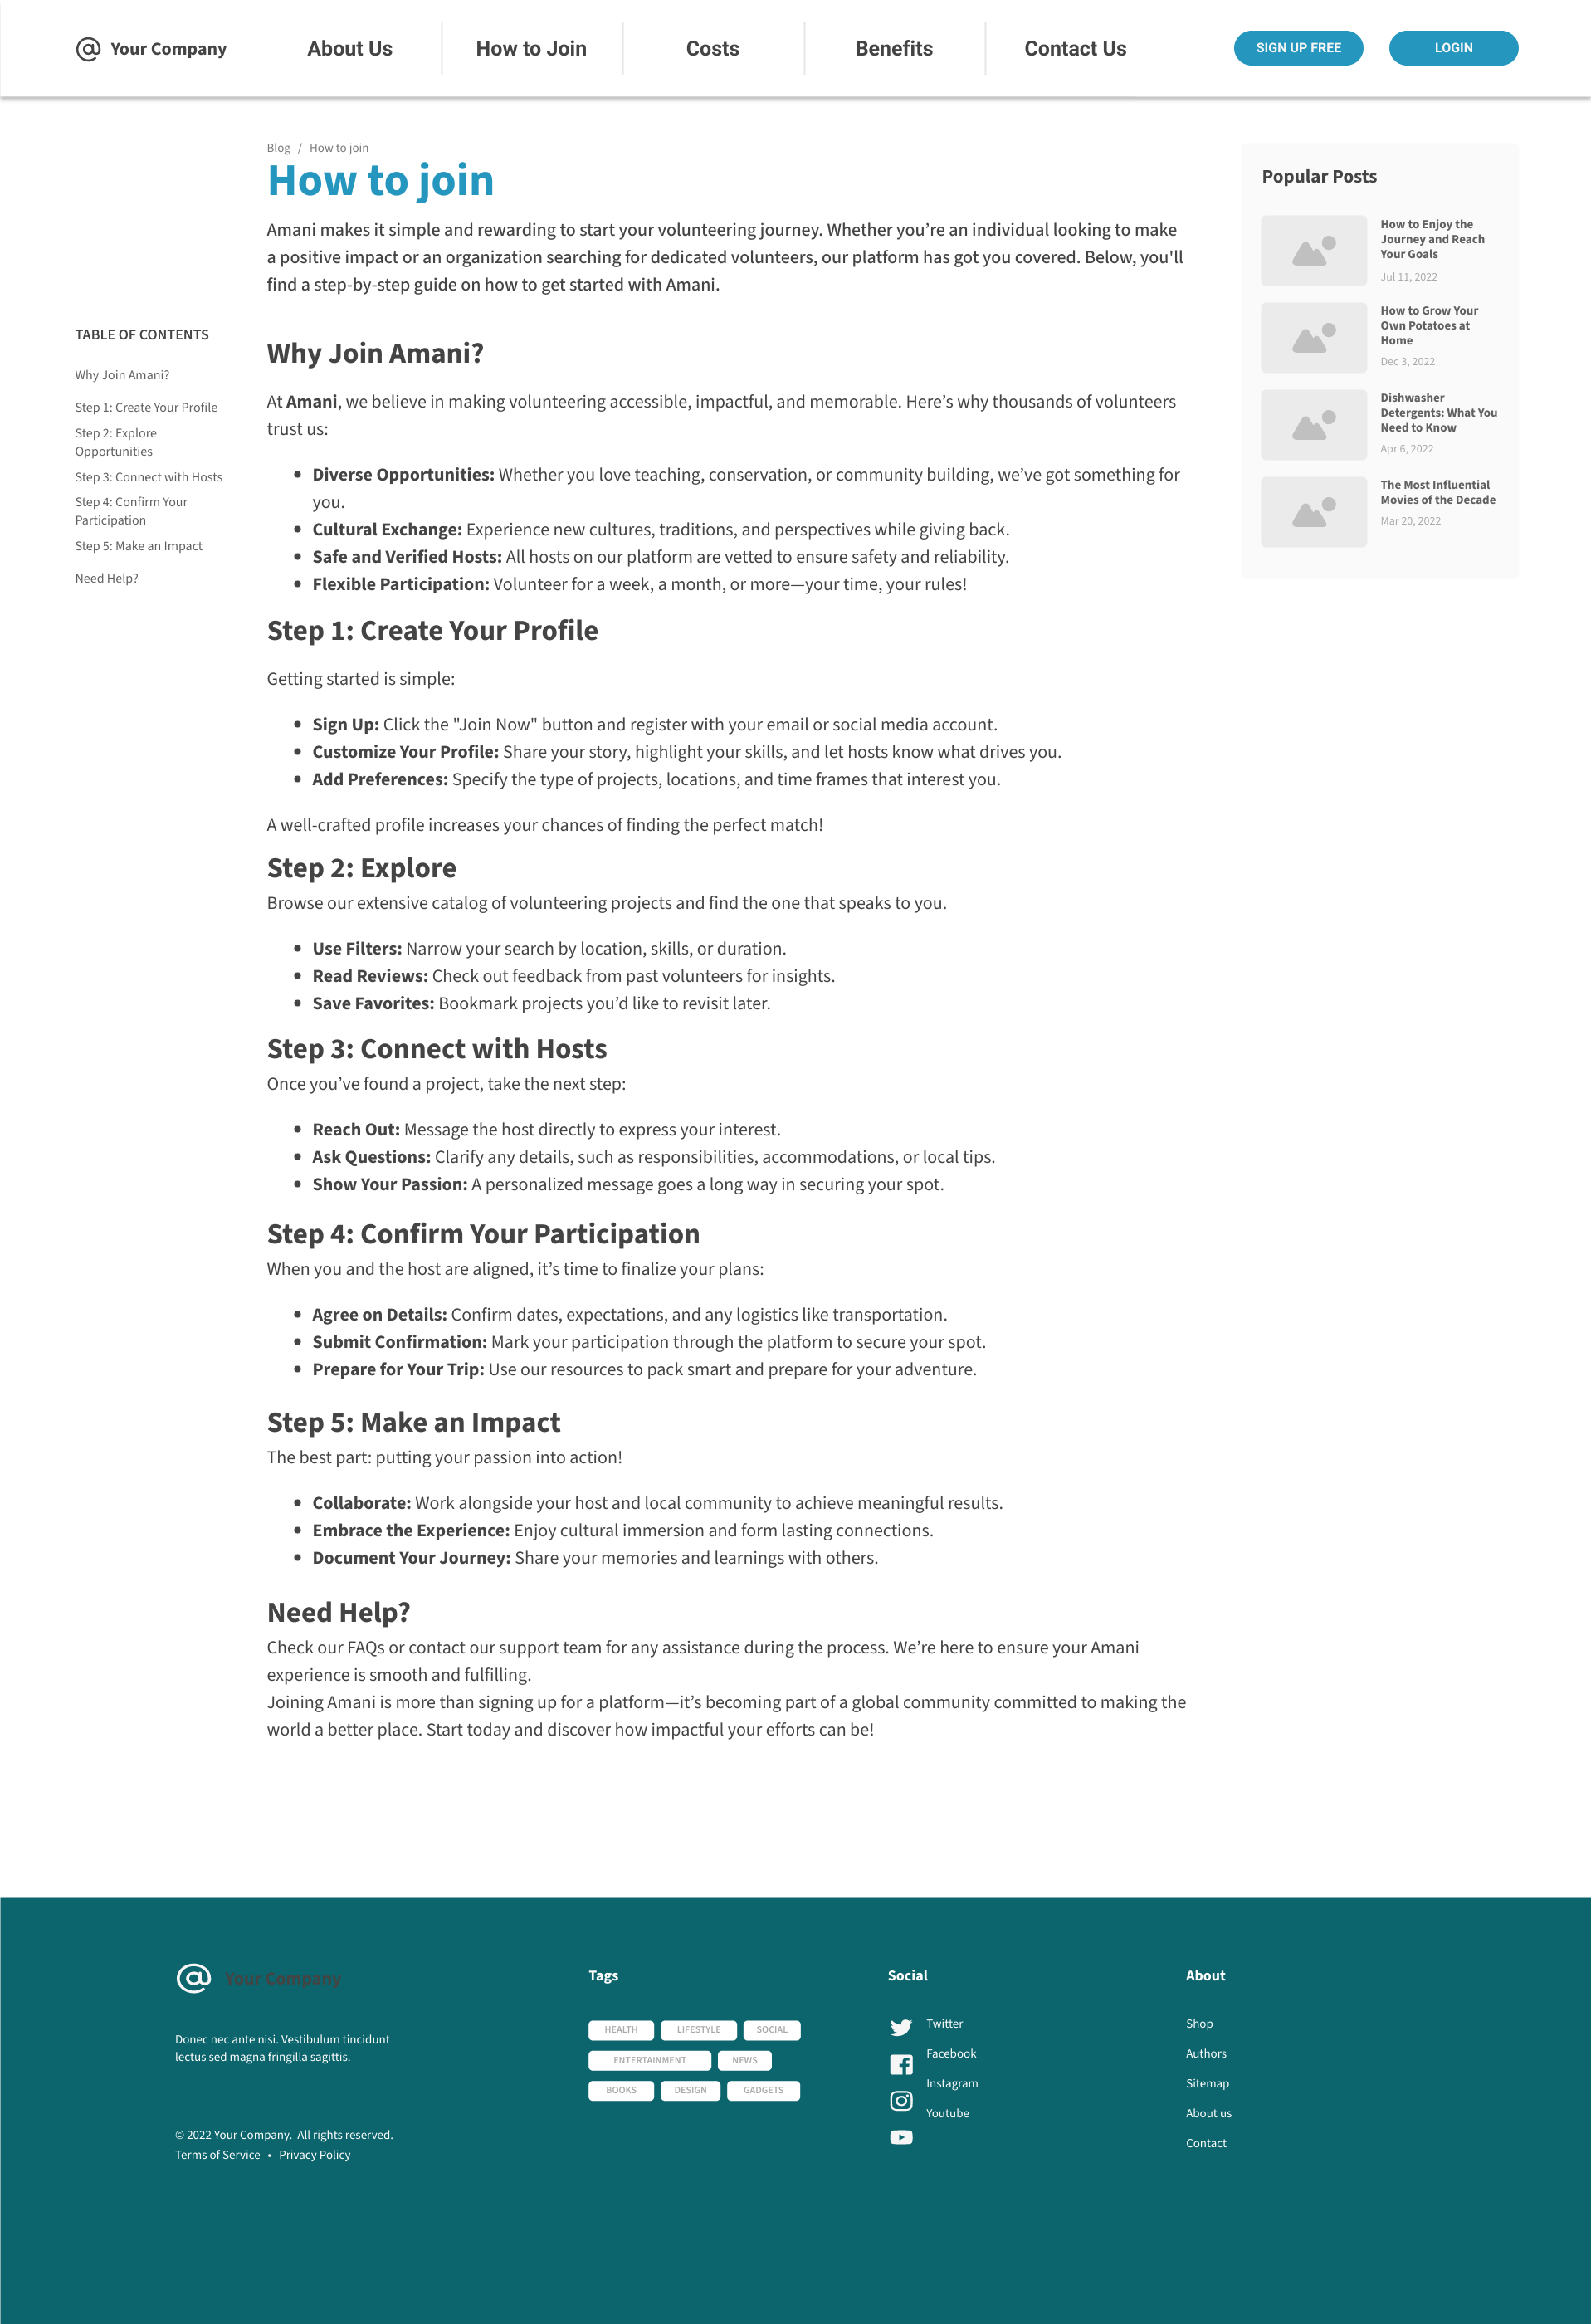 Your Company
About Us
How to Join
Costs
Benefits
Contact Us
SIGN UP FREE
LOGIN
Blog / How to join
How to join
Amani makes it simple and rewarding to start your volunteering journey. Whether you’re an individual looking to make
a positive impact or an organization searching for dedicated volunteers, our platform has got you covered. Below, you'll
find a step-by-step guide on how to get started with Amani.
TABLE OF CONTENTS
Why Join Amani?
Step 1: Create Your Profile
Step 2: Explore
Opportunities
Step 3: Connect with Hosts
Step 4: Confirm Your
Participation
Step 5: Make an Impact
Need Help?
Why Join Amani?
At Amani, we believe in making volunteering accessible, impactful, and memorable. Here’s why thousands of volunteers
trust us:
• Diverse Opportunities: Whether you love teaching, conservation, or community building, we’ve got something for
you.
• Cultural Exchange: Experience new cultures, traditions, and perspectives while giving back.
• Safe and Verified Hosts: All hosts on our platform are vetted to ensure safety and reliability.
• Flexible Participation: Volunteer for a week, a month, or more—your time, your rules!
Step 1: Create Your Profile
Getting started is simple:
• Sign Up: Click the "Join Now" button and register with your email or social media account.
• Customize Your Profile: Share your story, highlight your skills, and let hosts know what drives you.
• Add Preferences: Specify the type of projects, locations, and time frames that interest you.
A well-crafted profile increases your chances of finding the perfect match!
Step 2: Explore
Browse our extensive catalog of volunteering projects and find the one that speaks to you.
• Use Filters: Narrow your search by location, skills, or duration.
• Read Reviews: Check out feedback from past volunteers for insights.
• Save Favorites: Bookmark projects you’d like to revisit later.
Step 3: Connect with Hosts
Once you’ve found a project, take the next step:
• Reach Out: Message the host directly to express your interest.
• Ask Questions: Clarify any details, such as responsibilities, accommodations, or local tips.
• Show Your Passion: A personalized message goes a long way in securing your spot.
Step 4: Confirm Your Participation
When you and the host are aligned, it’s time to finalize your plans:
• Agree on Details: Confirm dates, expectations, and any logistics like transportation.
• Submit Confirmation: Mark your participation through the platform to secure your spot.
• Prepare for Your Trip: Use our resources to pack smart and prepare for your adventure.
Step 5: Make an Impact
The best part: putting your passion into action!
• Collaborate: Work alongside your host and local community to achieve meaningful results.
• Embrace the Experience: Enjoy cultural immersion and form lasting connections.
• Document Your Journey: Share your memories and learnings with others.
Need Help?
Check our FAQs or contact our support team for any assistance during the process. We’re here to ensure your Amani
experience is smooth and fulfilling.
Joining Amani is more than signing up for a platform—it’s becoming part of a global community committed to making the
world a better place. Start today and discover how impactful your efforts can be!
Popular Posts
How to Enjoy the
Journey and Reach
Your Goals
Jul 11, 2022
How to Grow Your
Own Potatoes at
Home
Dec 3, 2022
Dishwasher
Detergents: What You
Need to Know
Apr 6, 2022
The Most Influential
Movies of the Decade
Mar 20, 2022
Your Company
Donec nec ante nisi. Vestibulum tincidunt
lectus sed magna fringilla sagittis.
© 2022 Your Company. All rights reserved.
Terms of Service • Privacy Policy
Tags
HEALTH
LIFESTYLE
SOCIAL
ENTERTAINMENT
NEWS
BOOKS
DESIGN
GADGETS
Social
Twitter
Facebook
Instagram
Youtube
About
Shop
Authors
Sitemap
About us
Contact